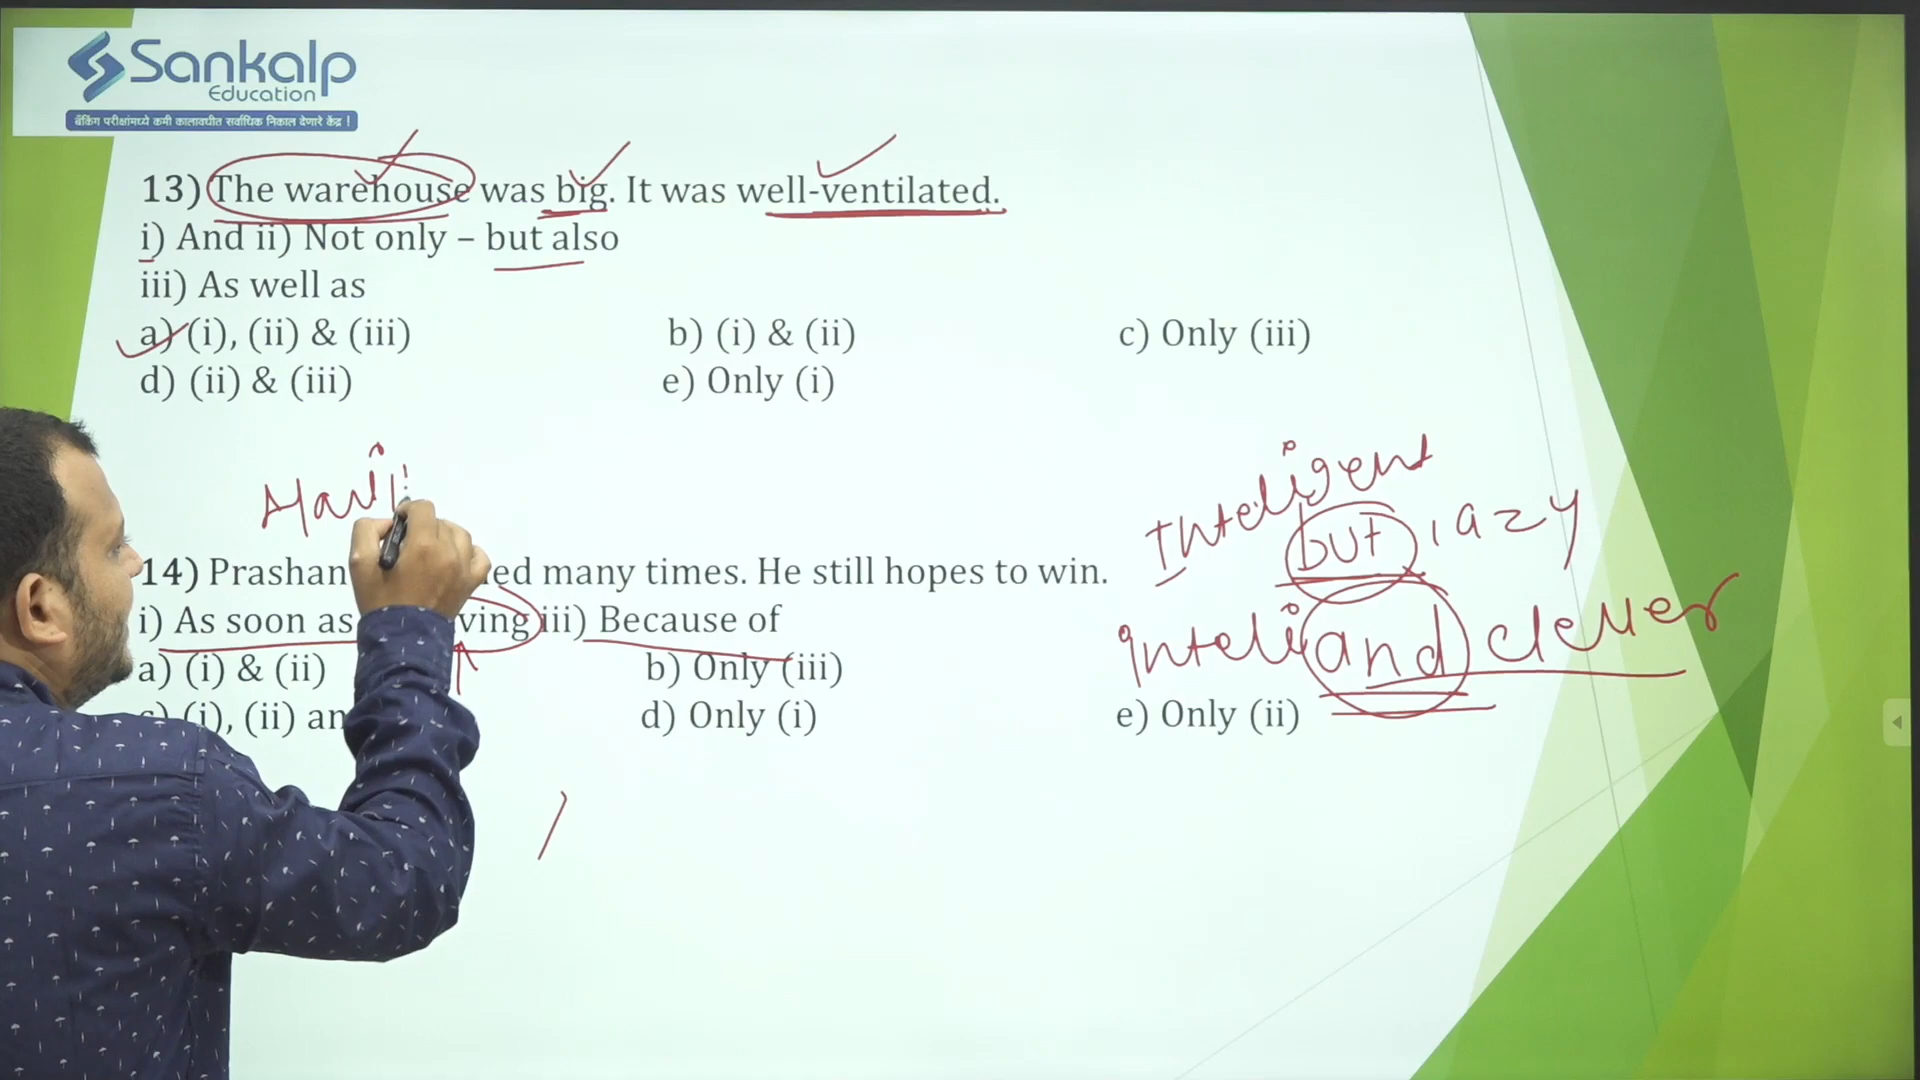 Sankalp
Education
बँकिंग परीक्षांमध्ये कमी कालावधीत सर्वाधिक निकाल देणारे केंद्र !
13) The warehouse was big. It was well-ventilated.
i) And ii) Not only – but also
iii) As well as
a) (i), (ii) & (iii) b) (i) & (ii) c) Only (iii)
d) (ii) & (iii) e) Only (i)
Inteligent
but lazy
14) Prashan ed many times. He still hopes to win.
i) As soon as ving iii) Because of
inteli and clever
a) (i) & (ii) b) Only (iii)
c) (i), (ii) an d) Only (i) e) Only (ii)